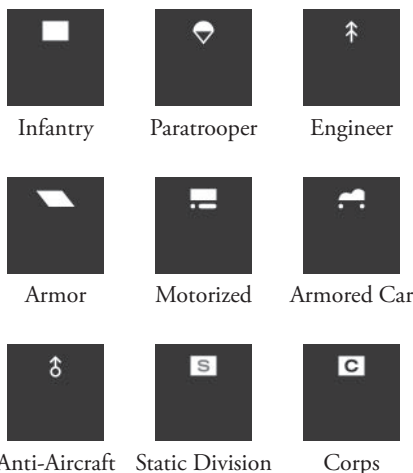 Infantry Paratrooper Engineer
Armor Motorized Armored Car
S C
Anti-Aircraft Static Division Corps